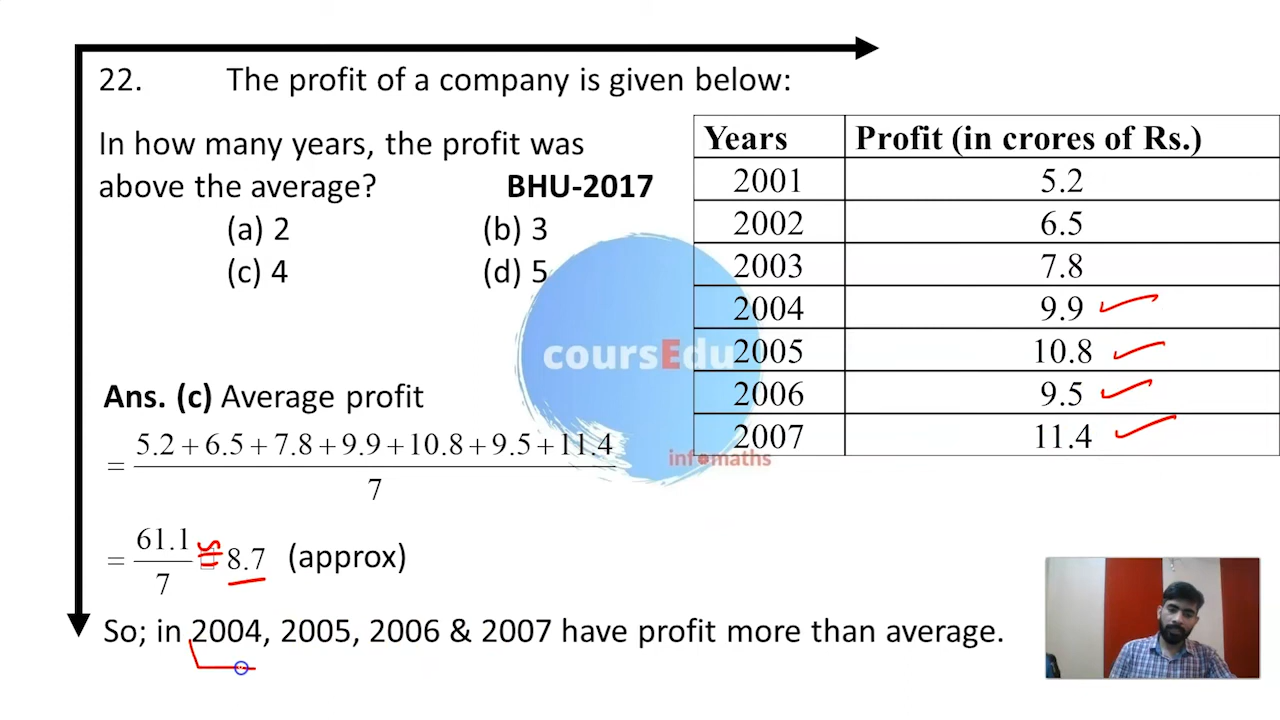 22. The profit of a company is given below:
In how many years, the profit was
above the average? BHU-2017
(a) 2 (b) 3
(c) 4 (d) 5
Years Profit (in crores of Rs.)
2001 5.2
2002 6.5
2003 7.8
2004 9.9
2005 10.8
2006 9.5
2007 11.4
coursEdu
infomaths
Ans. (c) Average profit
= 5.2 + 6.5 + 7.8 + 9.9 + 10.8 + 9.5 + 11.4
7
= 61.1 ≅ 8.7 (approx)
7
So; in 2004, 2005, 2006 & 2007 have profit more than average.